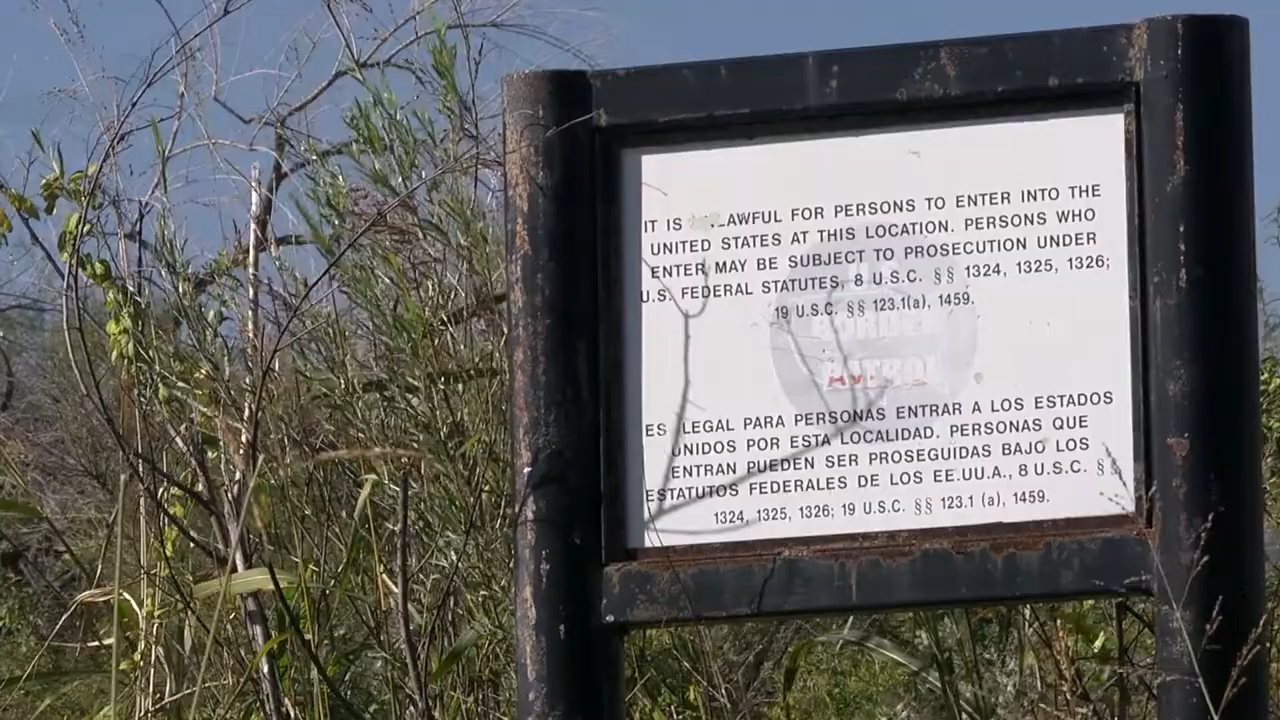 IT IS LAWFUL FOR PERSONS TO ENTER INTO THE
UNITED STATES AT THIS LOCATION. PERSONS WHO
ENTER MAY BE SUBJECT TO PROSECUTION UNDER
U.S. FEDERAL STATUTES, 8 U.S.C. §§ 1324, 1325, 1326;
19 U.S.C. §§ 123.1(a), 1459.
BORDER
PATROL
ES LEGAL PARA PERSONAS ENTRAR A LOS ESTADOS
UNIDOS POR ESTA LOCALIDAD. PERSONAS QUE
ENTRAN PUEDEN SER PROSEGUIDAS BAJO LOS
ESTATUTOS FEDERALES DE LOS EE.UU.A., 8 U.S.C. §§
1324, 1325, 1326; 19 U.S.C. §§ 123.1 (a), 1459.